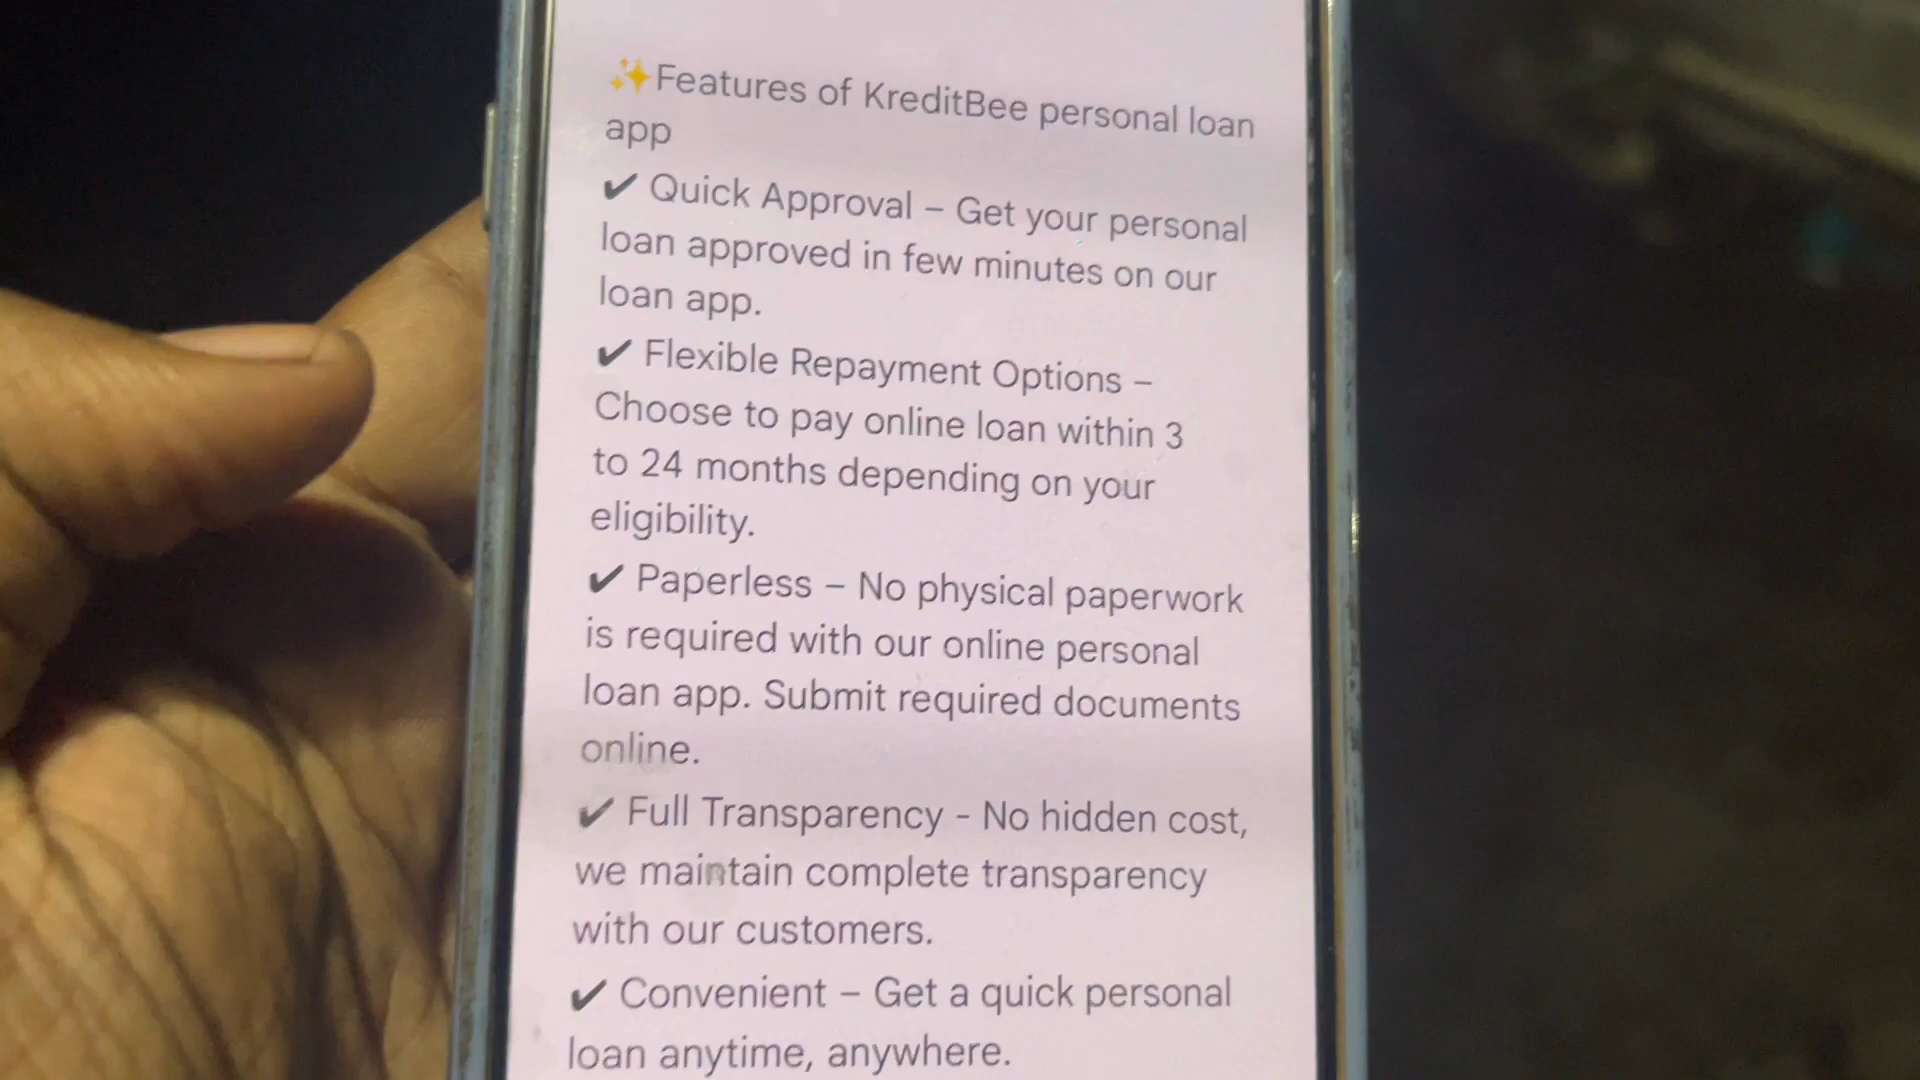 ✨Features of KreditBee personal loan
app
✔ Quick Approval – Get your personal
loan approved in few minutes on our
loan app.
✔ Flexible Repayment Options –
Choose to pay online loan within 3
to 24 months depending on your
eligibility.
✔ Paperless – No physical paperwork
is required with our online personal
loan app. Submit required documents
online.
✔ Full Transparency - No hidden cost,
we maintain complete transparency
with our customers.
✔ Convenient – Get a quick personal
loan anytime, anywhere.